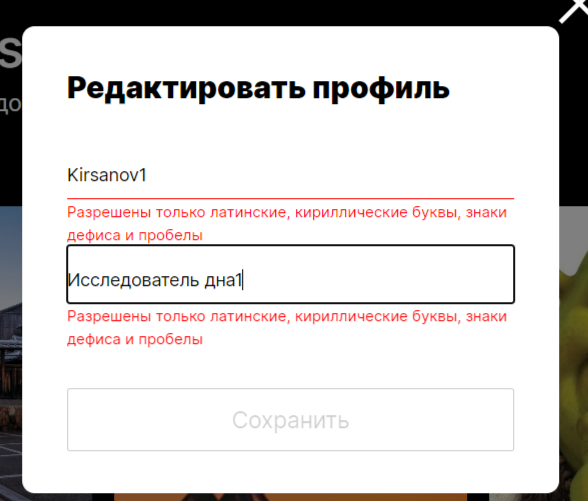 Редактировать профиль
Kirsanov1
Разрешены только латинские, кириллические буквы, знаки
дефиса и пробелы
Исследователь дна1
Разрешены только латинские, кириллические буквы, знаки
дефиса и пробелы
Сохранить